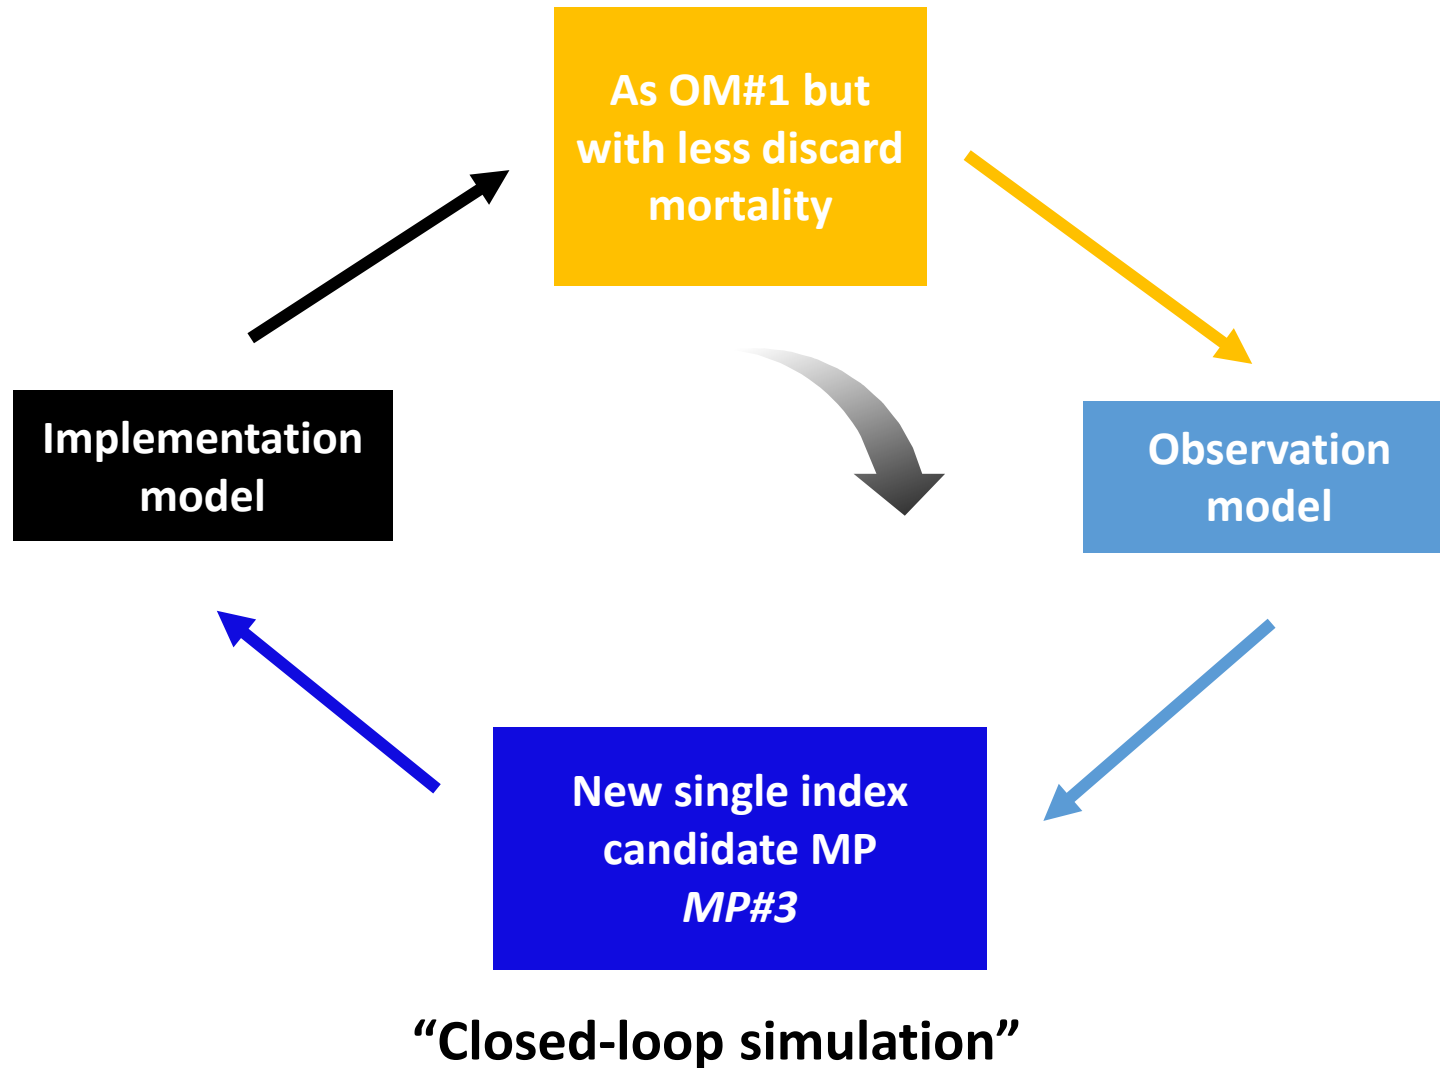 As OM#1 but
with less discard
mortality
Implementation
model
Observation
model
New single index
candidate MP
MP#3
“Closed-loop simulation”